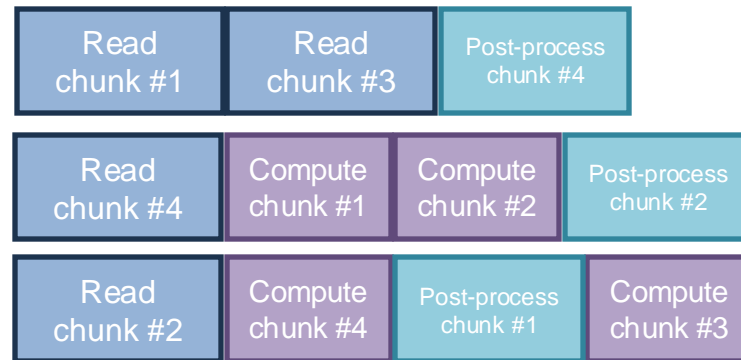 Read
chunk #1
Read
chunk #3
Post-process
chunk #4
Read
chunk #4
Compute
chunk #1
Compute
chunk #2
Post-process
chunk #2
Read
chunk #2
Compute
chunk #4
Post-process
chunk #1
Compute
chunk #3